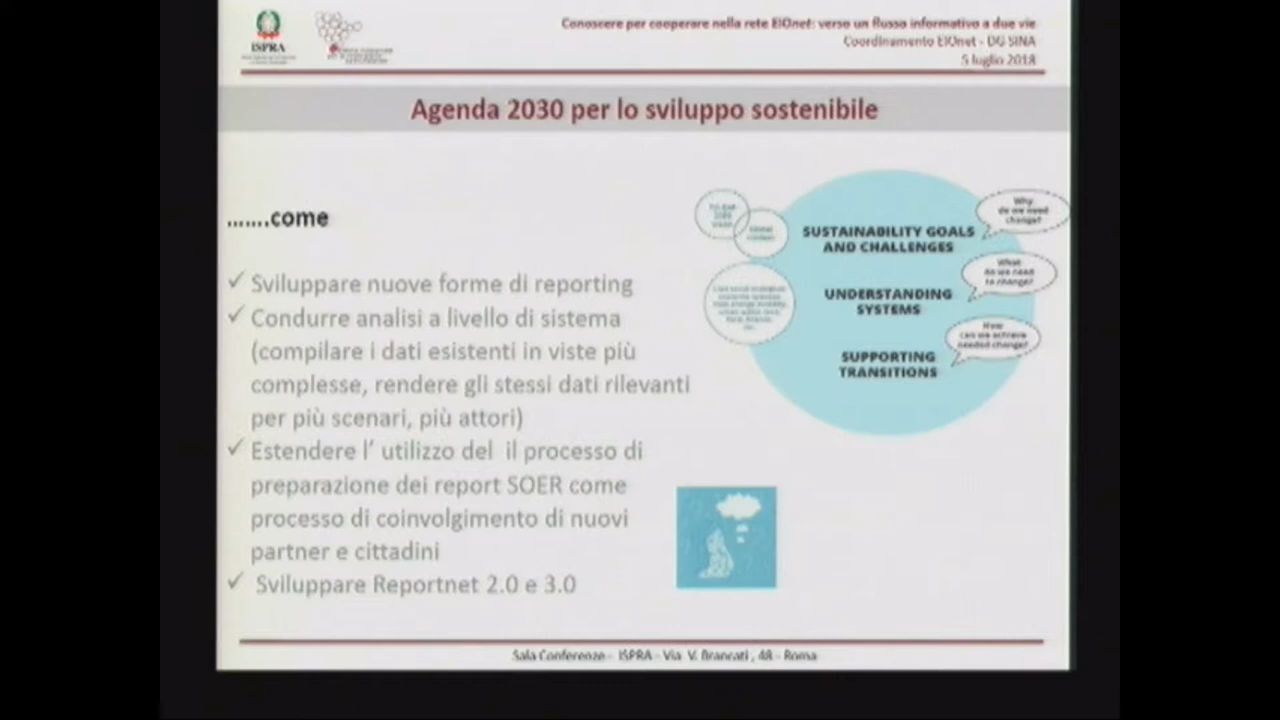 ISPRA
Conoscere per cooperare nella rete EIOnet: verso un flusso informativo a due vie
Coordinamento EIOnet - DG SINA
5 luglio 2018
Agenda 2030 per lo sviluppo sostenibile
.......come
✓ Sviluppare nuove forme di reporting
✓ Condurre analisi a livello di sistema
(compilare i dati esistenti in viste più
complesse, rendere gli stessi dati rilevanti
per più scenari, più attori)
✓ Estendere l' utilizzo del il processo di
preparazione dei report SOER come
processo di coinvolgimento di nuovi
partner e cittadini
✓ Sviluppare Reportnet 2.0 e 3.0
SUSTAINABILITY GOALS
AND CHALLENGES
Why
do we need
change?
UNDERSTANDING
SYSTEMS
What
do we need
to change?
SUPPORTING
TRANSITIONS
How
can we achieve
needed change?
Sala Conferenze - ISPRA - Via V. Brancati , 48 - Roma